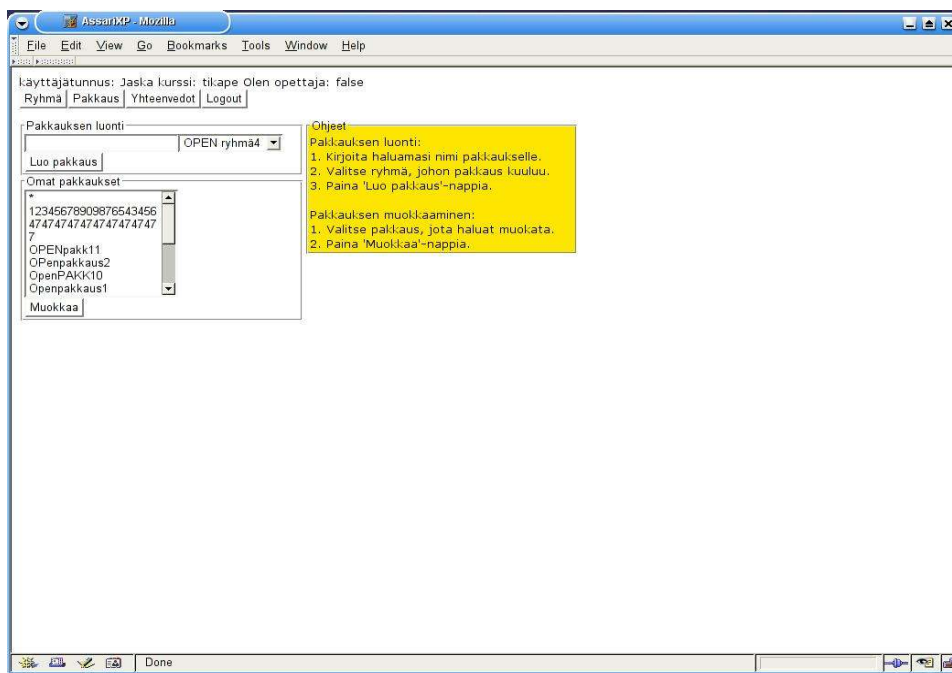 AssariXP - Mozilla
File Edit View Go Bookmarks Tools Window Help
käyttäjätunnus: Jaska kurssi: tikape Olen opettaja: false
Ryhmä Pakkaus Yhteenvedot Logout
Pakkauksen luonti
OPEN ryhmä4
Luo pakkaus
Omat pakkaukset
*
12345678909876543456
47474747474747474747
7
OPENpakk11
OPenpakkaus2
OpenPAKK10
Openpakkaus1
Muokkaa
Ohjeet
Pakkauksen luonti:
1. Kirjoita haluamasi nimi pakkaukselle.
2. Valitse ryhmä, johon pakkaus kuuluu.
3. Paina 'Luo pakkaus'-nappia.
Pakkauksen muokkaaminen:
1. Valitse pakkaus, jota haluat muokata.
2. Paina 'Muokkaa'-nappia.
Done